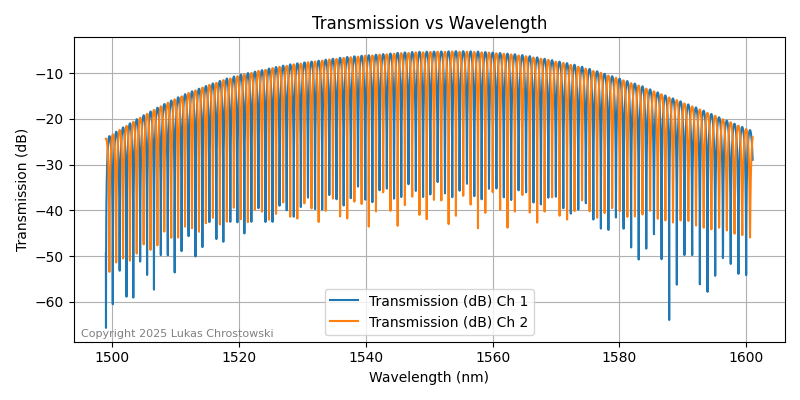 Transmission vs Wavelength
Transmission (dB)
−10
−20
−30
−40
−50
−60
Transmission (dB) Ch 1
Transmission (dB) Ch 2
Copyright 2025 Lukas Chrostowski
1500 1520 1540 1560 1580 1600
Wavelength (nm)